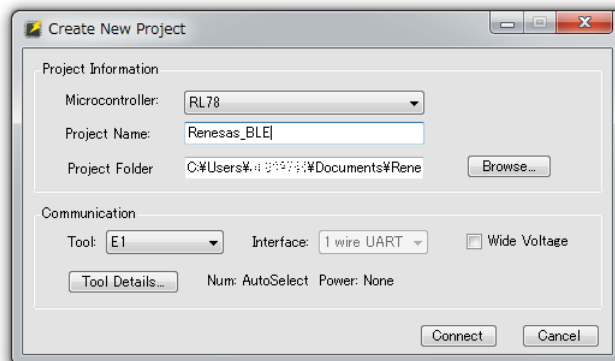 Create New Project
Project Information
Microcontroller: RL78
Project Name: Renesas_BLE
Project Folder C:¥Users¥ ¥Documents¥Rene Browse...
Communication
Tool: E1 Interface: 1 wire UART Wide Voltage
Tool Details... Num: AutoSelect Power: None
Connect Cancel